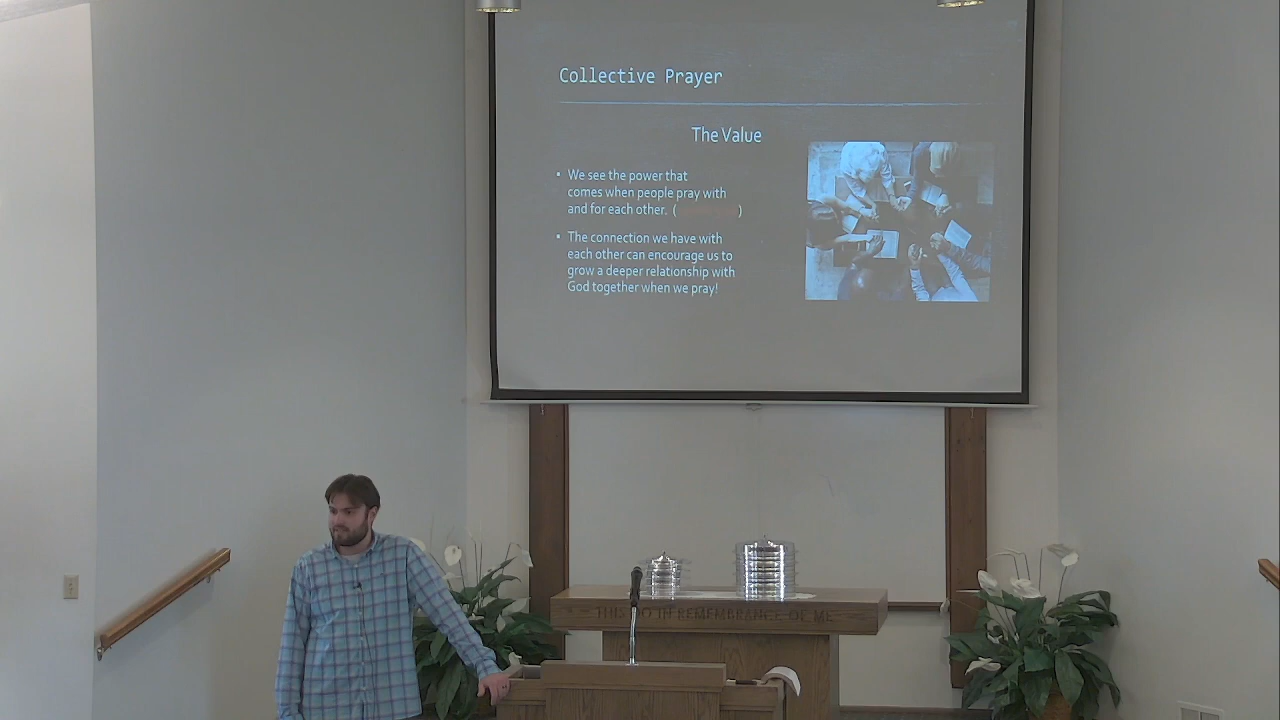 Collective Prayer
The Value
• We see the power that
comes when people pray with
and for each other. ( )
• The connection we have with
each other can encourage us to
grow a deeper relationship with
God together when we pray!
THIS DO IN REMEMBRANCE OF ME